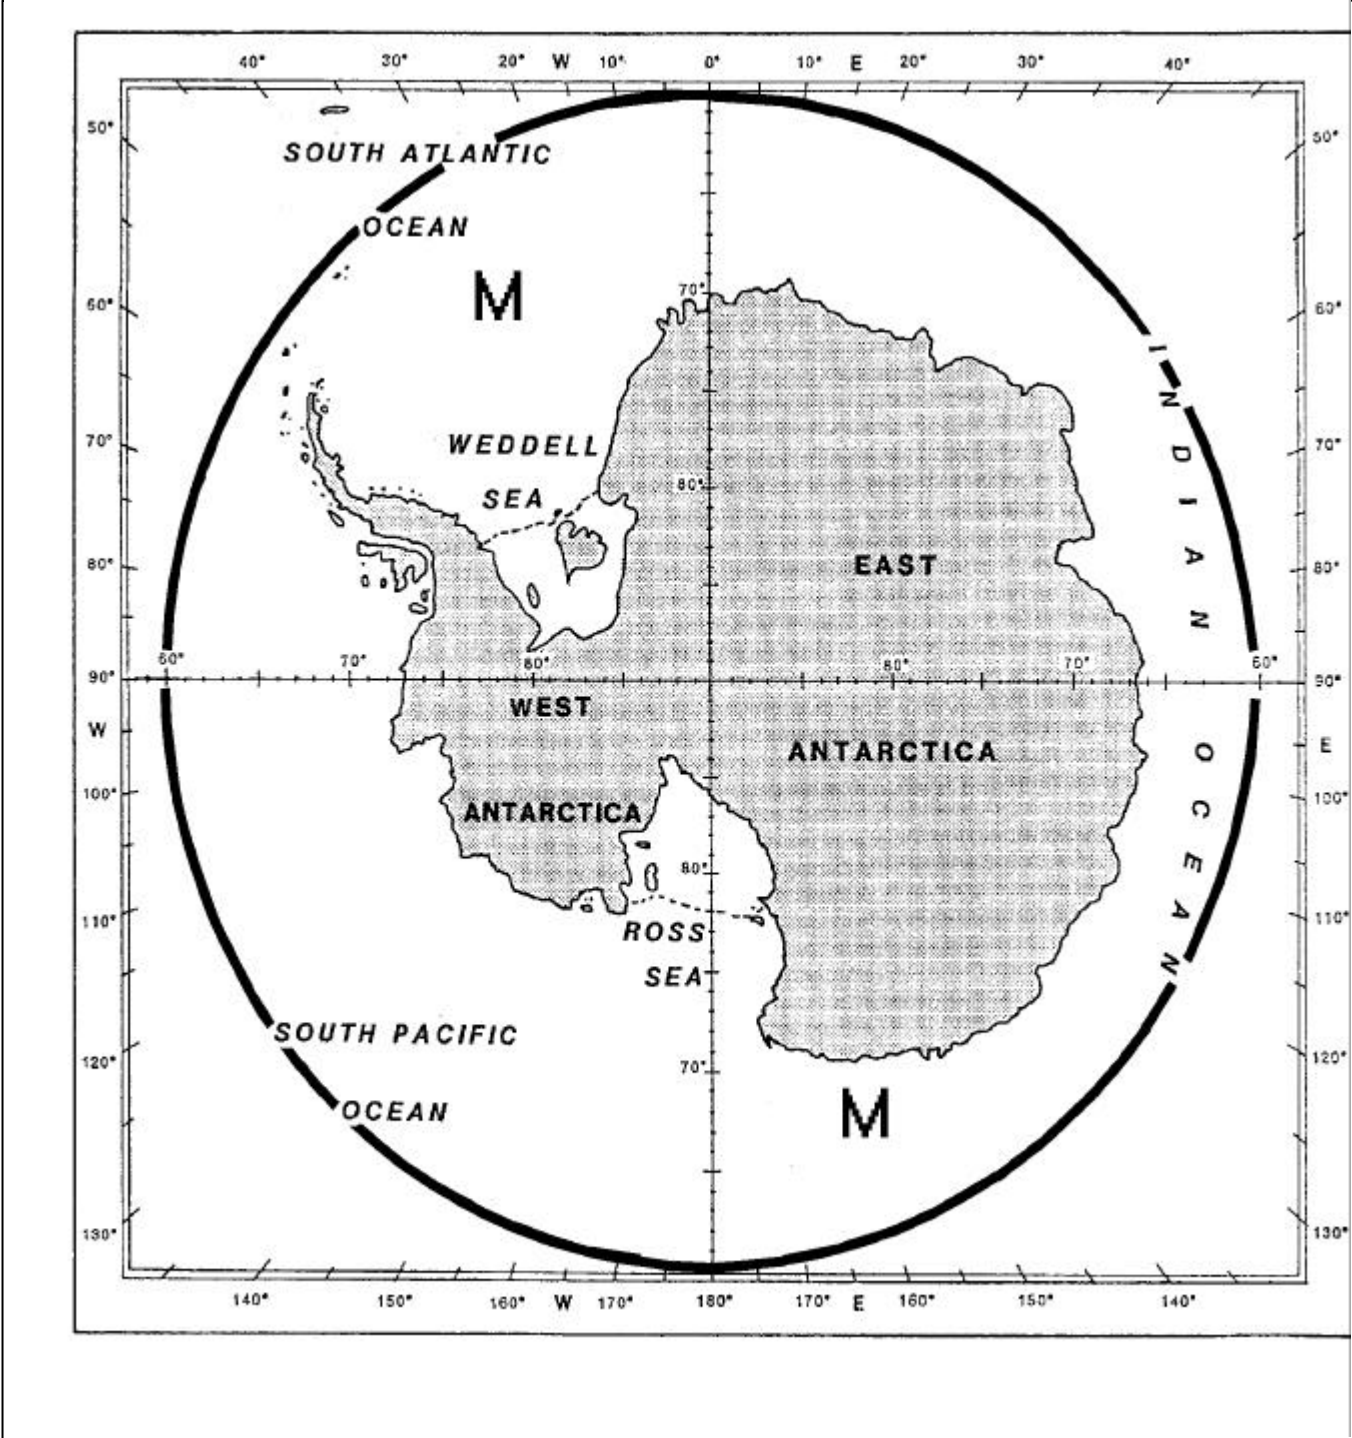 40° 30° 20° W 10° 0° 10° E 20° 30° 40°
50° 50°
SOUTH ATLANTIC
OCEAN
M
70°
60° 60°
I N D I A N
WEDDELL
70° 70°
SEA
80°
EAST
80° 80°
60° 70° 80° 80° 70° 60°
90° 90°
WEST
W E
ANTARCTICA
O C E A N
100° 100°
ANTARCTICA
80°
110° 110°
ROSS
SEA
SOUTH PACIFIC
120° 120°
70°
OCEAN
M
130° 130°
140° 150° 160° W 170° 180° 170° E 160° 150° 140°